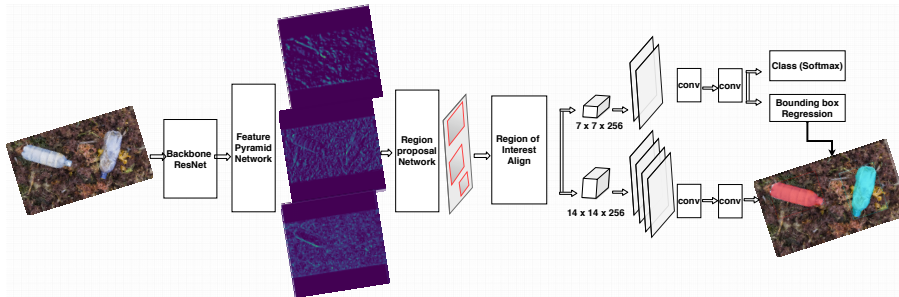 Backbone
ResNet
Feature
Pyramid
Network
Region
proposal
Network
Region of
Interest
Align
7 x 7 x 256
14 x 14 x 256
conv
conv
Class (Softmax)
Bounding box
Regression
conv
conv